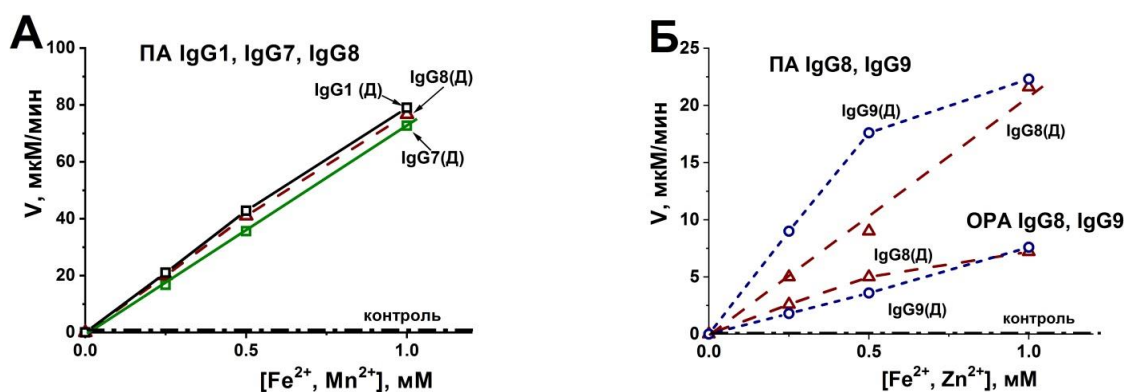 А
ПА IgG1, IgG7, IgG8
100
80
60
40
20
0
V, мкМ/мин
IgG1 (Д)
IgG8(Д)
IgG7(Д)
контроль
0.0
0.5
1.0
[Fe2+, Mn2+], мМ
Б
ПА IgG8, IgG9
25
20
15
10
5
0
V, мкМ/мин
IgG9(Д)
IgG8(Д)
ОРА IgG8, IgG9
IgG8(Д)
IgG9(Д)
контроль
0.0
0.5
1.0
[Fe2+, Zn2+], мМ